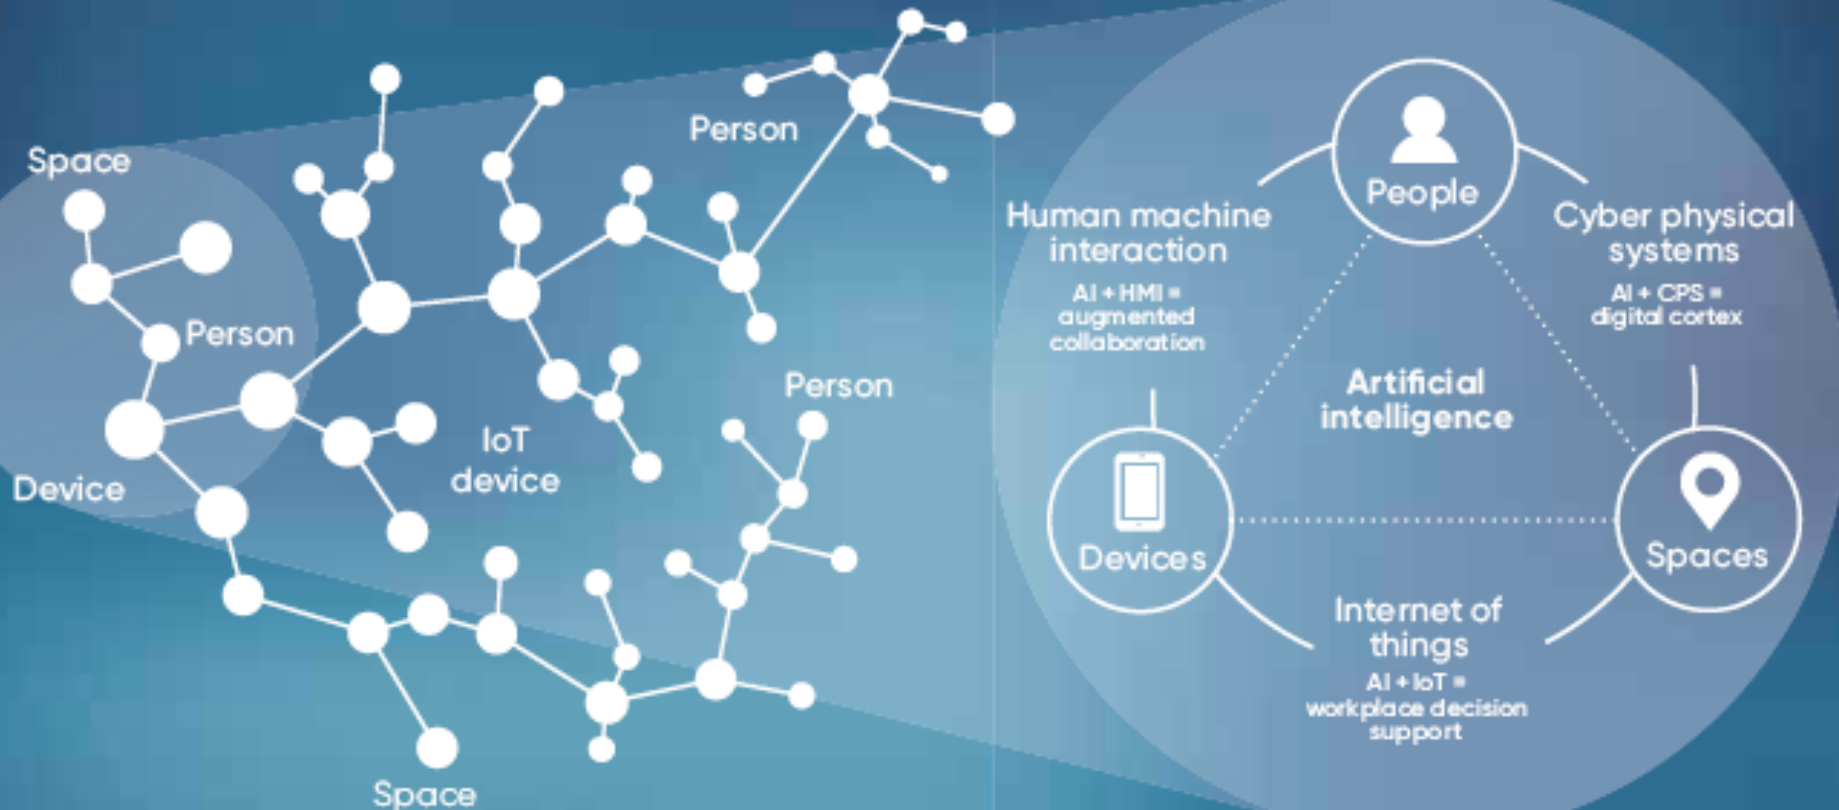 Space
Person
Device
IoT
device
Person
Person
Space
People
Human machine
interaction
AI + HMI =
augmented
collaboration
Cyber physical
systems
AI + CPS =
digital cortex
Artificial
intelligence
Devices
Spaces
Internet of
things
AI + IoT =
workplace decision
support